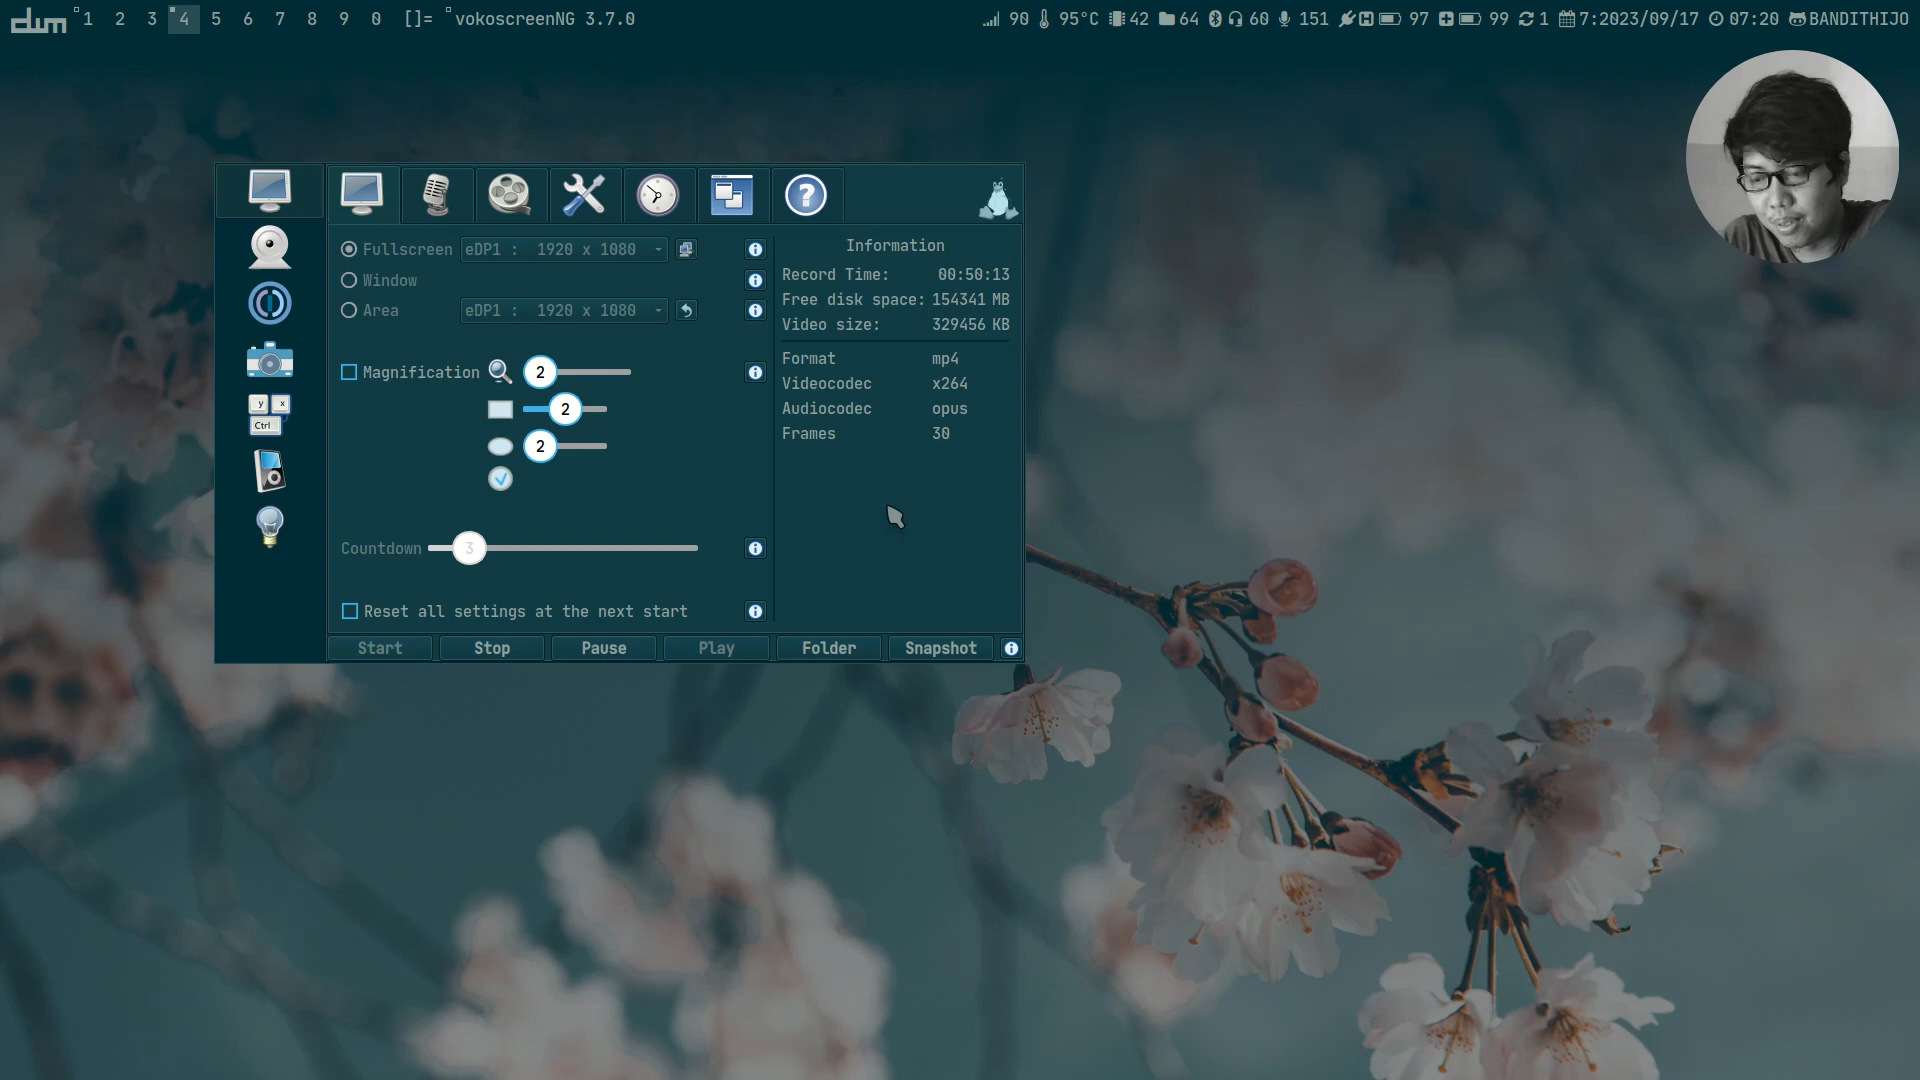 dwm 1 2 3 4 5 6 7 8 9 0 []= vokoscreenNG 3.7.0 90 95°C 42 64 60 151 97 99 1 7:2023/09/17 07:20 BANDITHIJO
Fullscreen eDP1 : 1920 x 1080
Window
Area eDP1 : 1920 x 1080
Magnification 2
2
2
Countdown 3
Reset all settings at the next start
y x
Ctrl
Information
Record Time: 00:50:13
Free disk space: 154341 MB
Video size: 329456 KB
Format mp4
Videocodec x264
Audiocodec opus
Frames 30
Start Stop Pause Play Folder Snapshot